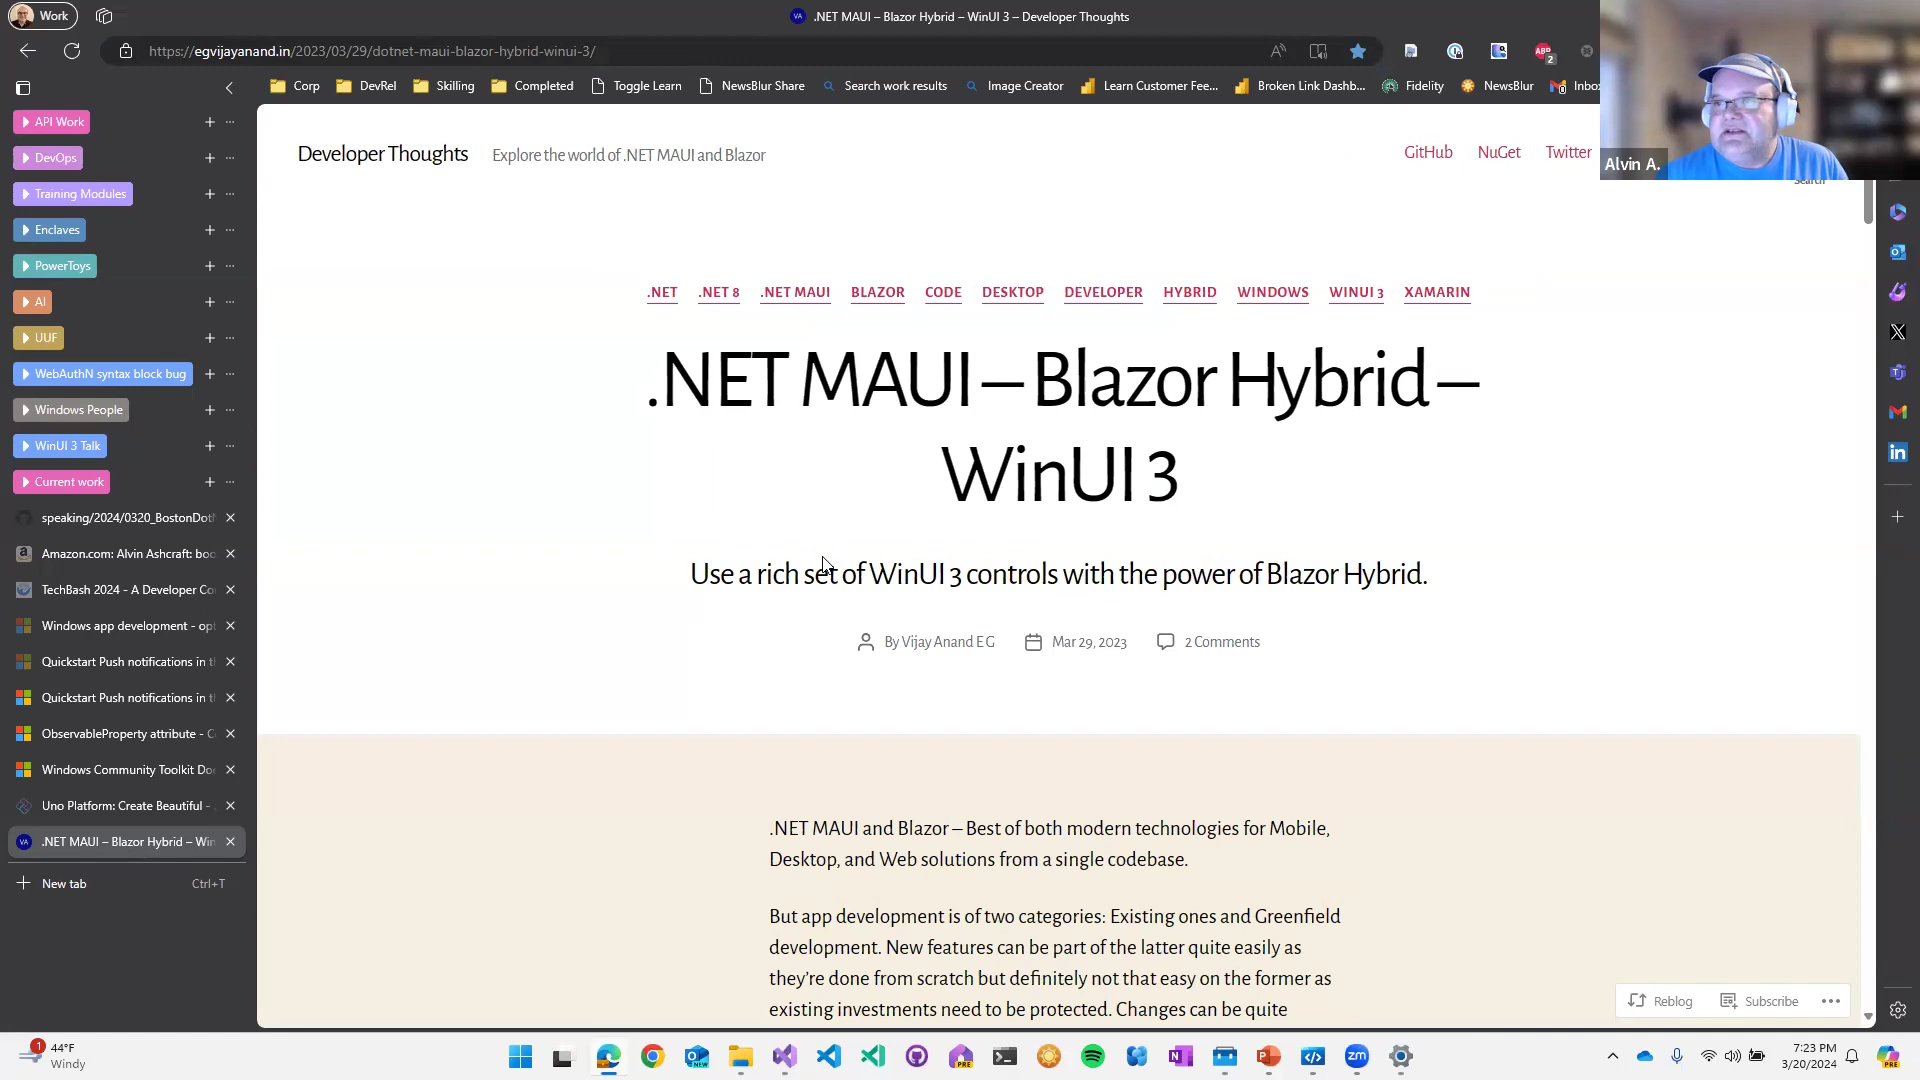 Work
.NET MAUI – Blazor Hybrid – WinUI 3 – Developer Thoughts
https://egvijayanand.in/2023/03/29/dotnet-maui-blazor-hybrid-winui-3/
ABP
2
Corp
DevRel
Skilling
Completed
Toggle Learn
NewsBlur Share
Search work results
Image Creator
Learn Customer Fee...
Broken Link Dashb...
Fidelity
NewsBlur
Inbox
API Work
DevOps
Training Modules
Enclaves
PowerToys
AI
UUF
WebAuthN syntax block bug
Windows People
WinUI 3 Talk
Current work
speaking/2024/0320_BostonDotN
Amazon.com: Alvin Ashcraft: boo
TechBash 2024 - A Developer Co
Windows app development - opt
Quickstart Push notifications in t
Quickstart Push notifications in t
ObservableProperty attribute - C
Windows Community Toolkit Do
Uno Platform: Create Beautiful -
.NET MAUI – Blazor Hybrid – Win
New tab
Ctrl+T
Developer Thoughts
Explore the world of .NET MAUI and Blazor
GitHub
NuGet
Twitter
Search
Alvin A.
.NET
.NET 8
.NET MAUI
BLAZOR
CODE
DESKTOP
DEVELOPER
HYBRID
WINDOWS
WINUI 3
XAMARIN
.NET MAUI – Blazor Hybrid –
WinUI 3
Use a rich set of WinUI 3 controls with the power of Blazor Hybrid.
By Vijay Anand E G
Mar 29, 2023
2 Comments
.NET MAUI and Blazor – Best of both modern technologies for Mobile,
Desktop, and Web solutions from a single codebase.
But app development is of two categories: Existing ones and Greenfield
development. New features can be part of the latter quite easily as
they're done from scratch but definitely not that easy on the former as
existing investments need to be protected. Changes can be quite
Reblog
Subscribe
1
44°F
Windy
7:23 PM
3/20/2024